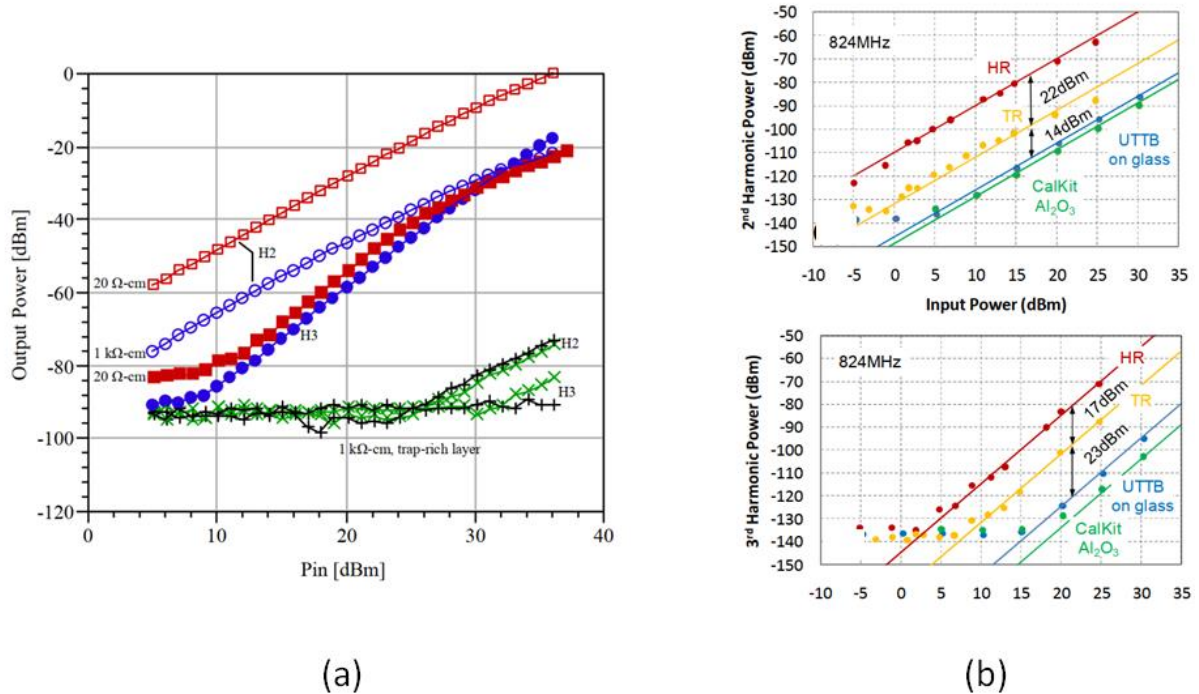 Output Power [dBm]
0
-20
-40
-60
-80
-100
-120
0
10
20
30
40
Pin [dBm]
H2
20 Ω-cm
1 kΩ-cm
20 Ω-cm
H3
H2
H3
1 kΩ-cm, trap-rich layer
(a)
2nd Harmonic Power (dBm)
-50
-60
-70
-80
-90
-100
-110
-120
-130
-140
-150
824MHz
HR
22dBm
TR
14dBm
UTTB
on glass
CalKit
Al2O3
-10 -5 0 5 10 15 20 25 30 35
Input Power (dBm)
3rd Harmonic Power (dBm)
-50
-60
-70
-80
-90
-100
-110
-120
-130
-140
-150
824MHz
HR
17dBm
TR
23dBm
UTTB
on glass
CalKit
Al2O3
-10 -5 0 5 10 15 20 25 30 35
(b)